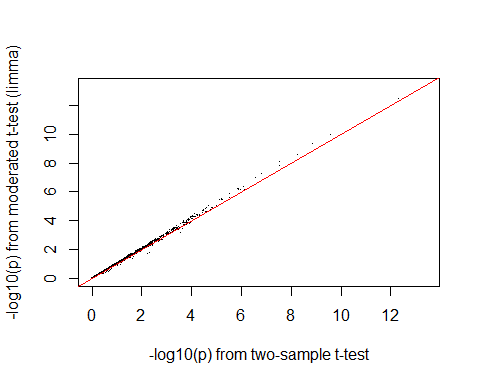 -log10(p) from moderated t-test (limma)
10
8
6
4
2
0
0 2 4 6 8 10 12
-log10(p) from two-sample t-test